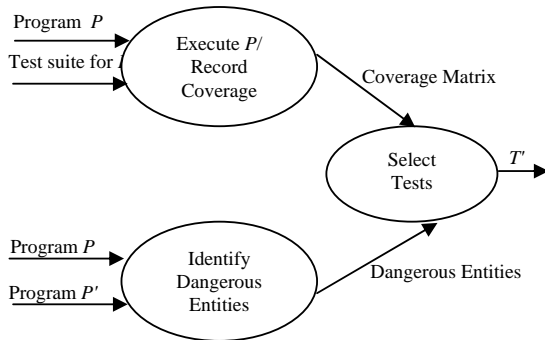 Program P
Execute P/
Record
Coverage
Test suite for
Coverage Matrix
Select
Tests
T'
Program P
Identify
Dangerous
Entities
Dangerous Entities
Program P'